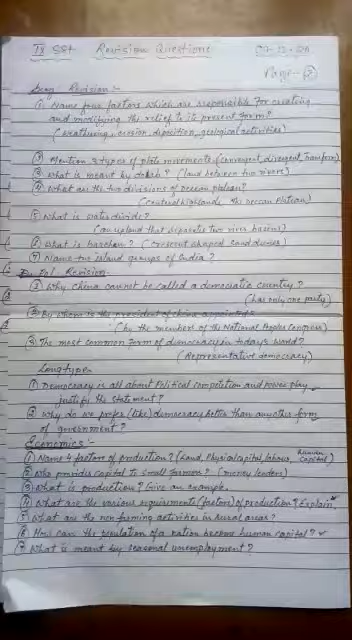 IX SSt Revision Questions 07-12-20
Page-②
Geog Revision:-
① Name four factors which are responsible for creating
and modifying the relief to its present form?
(weathering, erosion, deposition, geological activities)
② Mention 3 types of plate movements. (convergent, divergent, transform)
③ What is meant by doab? (land between two rivers)
④ What are the two divisions of Deccan plateau?
(central highlands, the Deccan Plateau)
⑤ What is water divide?
(an upland that separates two river basins)
What is barchan? (crescent shaped sand dunes)
⑦ Name two island groups of India?
Pol. Revision
① Why China cannot be called a democratic country?
(has only one party)
② By whom is the president of china appointed?
(by the members of the National Peoples Congress)
③ The most common form of democracy in todays world?
(Representative democracy)
Long type
① Democracy is all about Political competition and power play
justify the statement?
② Why do we prefer (like) democracy better than any other form
of government?
Economics:-
① Name 4 factors of production? (Land, Physical capital, labour, Human Capital)
② Who provides capital to small farmers? (money lenders)
③ What is production? Give an example.
④ What are the various requirements (factors) of production? Explain
⑤ What are the non farming activities in rural areas?
⑥ How can the population of a nation become human capital?
⑦ What is meant by seasonal unemployment?